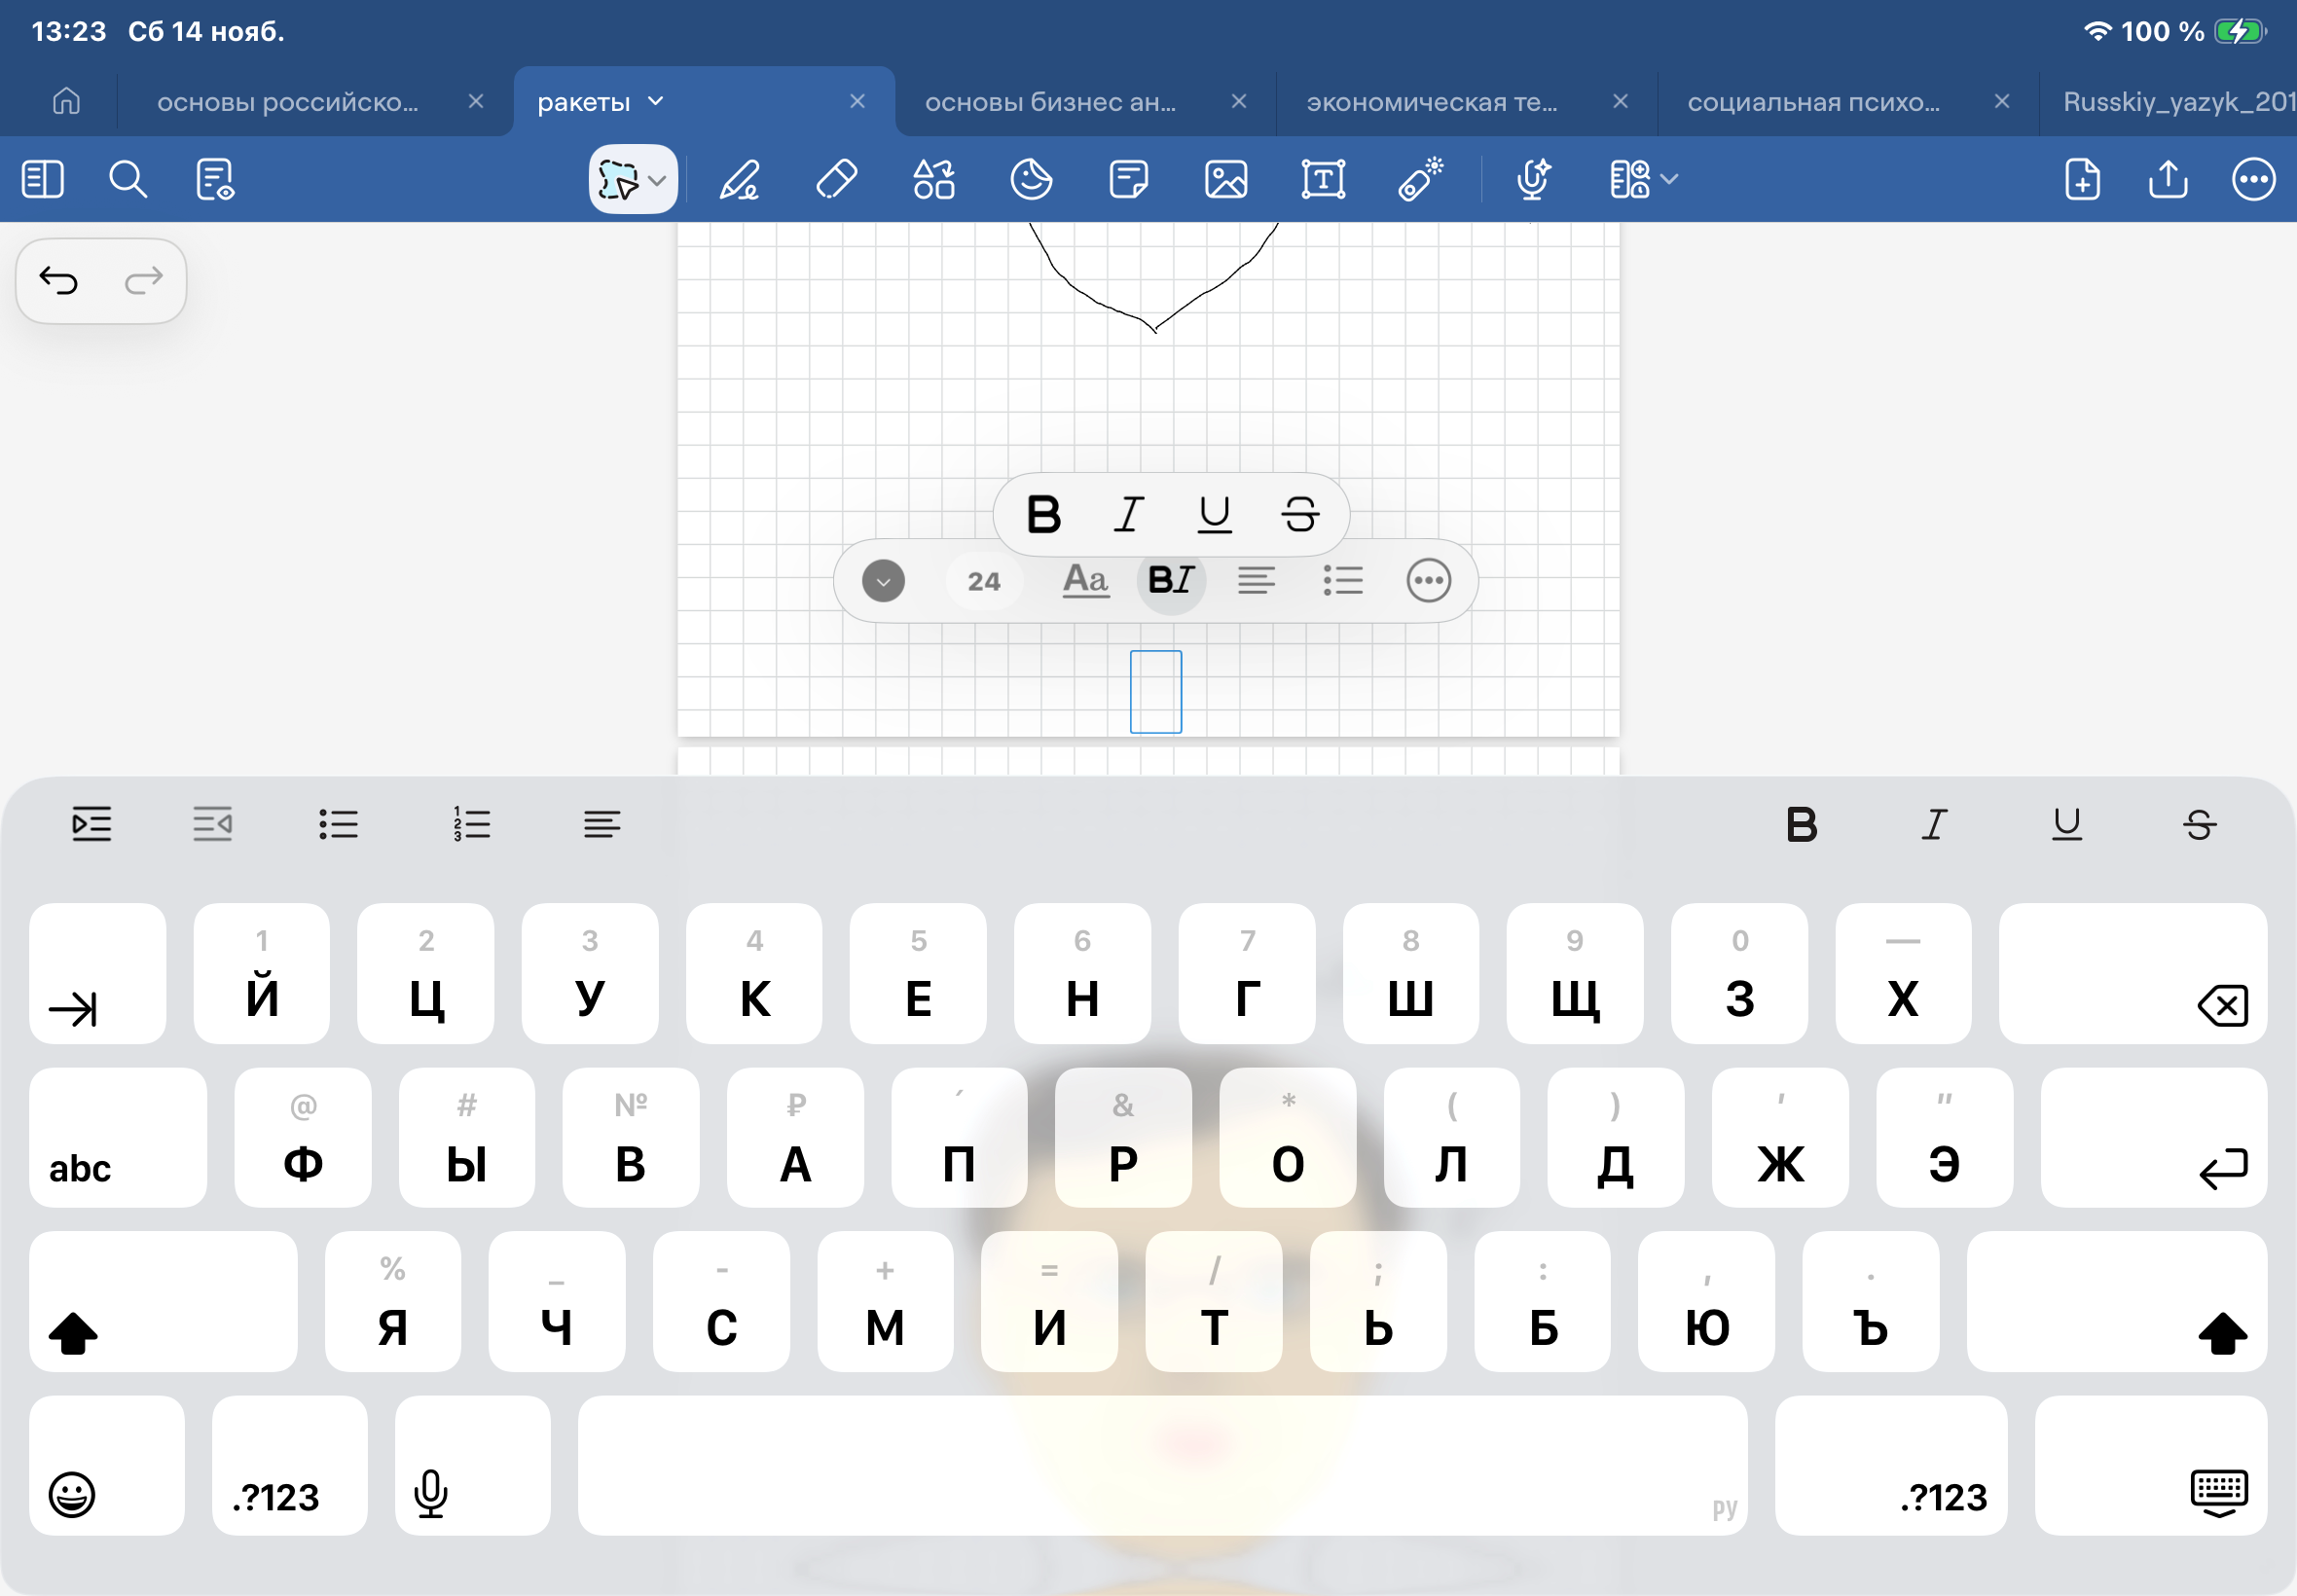 13:23 Сб 14 нояб. 100 %
основы российско... ракеты основы бизнес ан... экономическая те... социальная психо... Russkiy_yazyk_201
B I U S
24 Aa BI
B I U S
1 2 3 4 5 6 7 8 9 0 —
Й Ц У К Е Н Г Ш Щ З Х
@ # № ₽ ´ & * ( ) ' "
abc Ф Ы В А П Р О Л Д Ж Э
% _ - + = / ; : , .
Я Ч С М И Т Ь Б Ю Ъ
.?123 РУ .?123